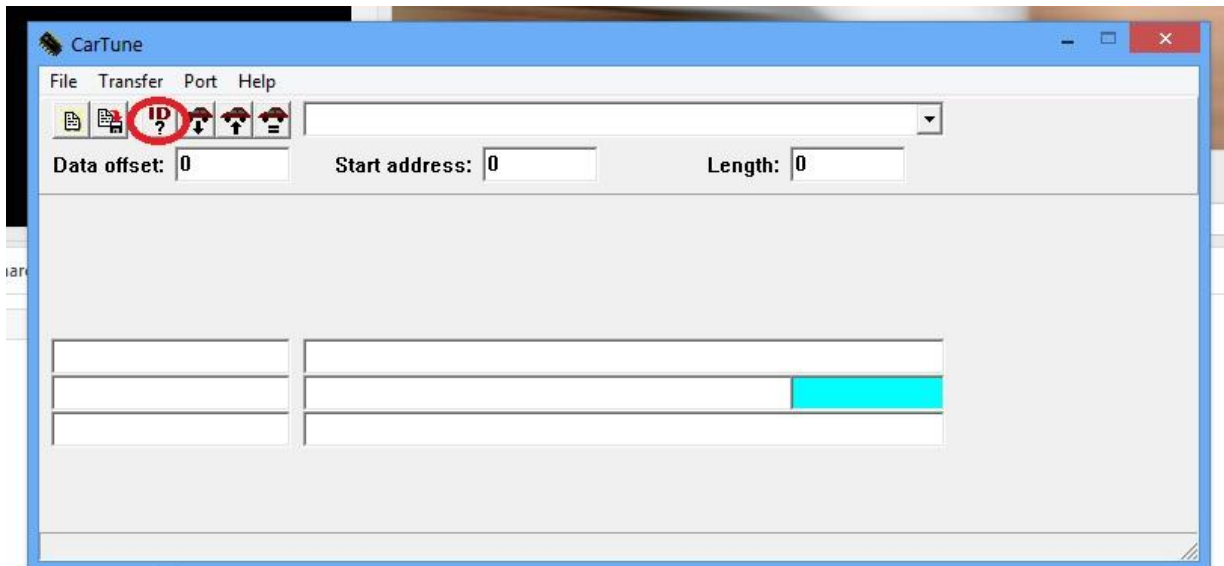 CarTune
File Transfer Port Help
ID
?
Data offset: 0 Start address: 0 Length: 0